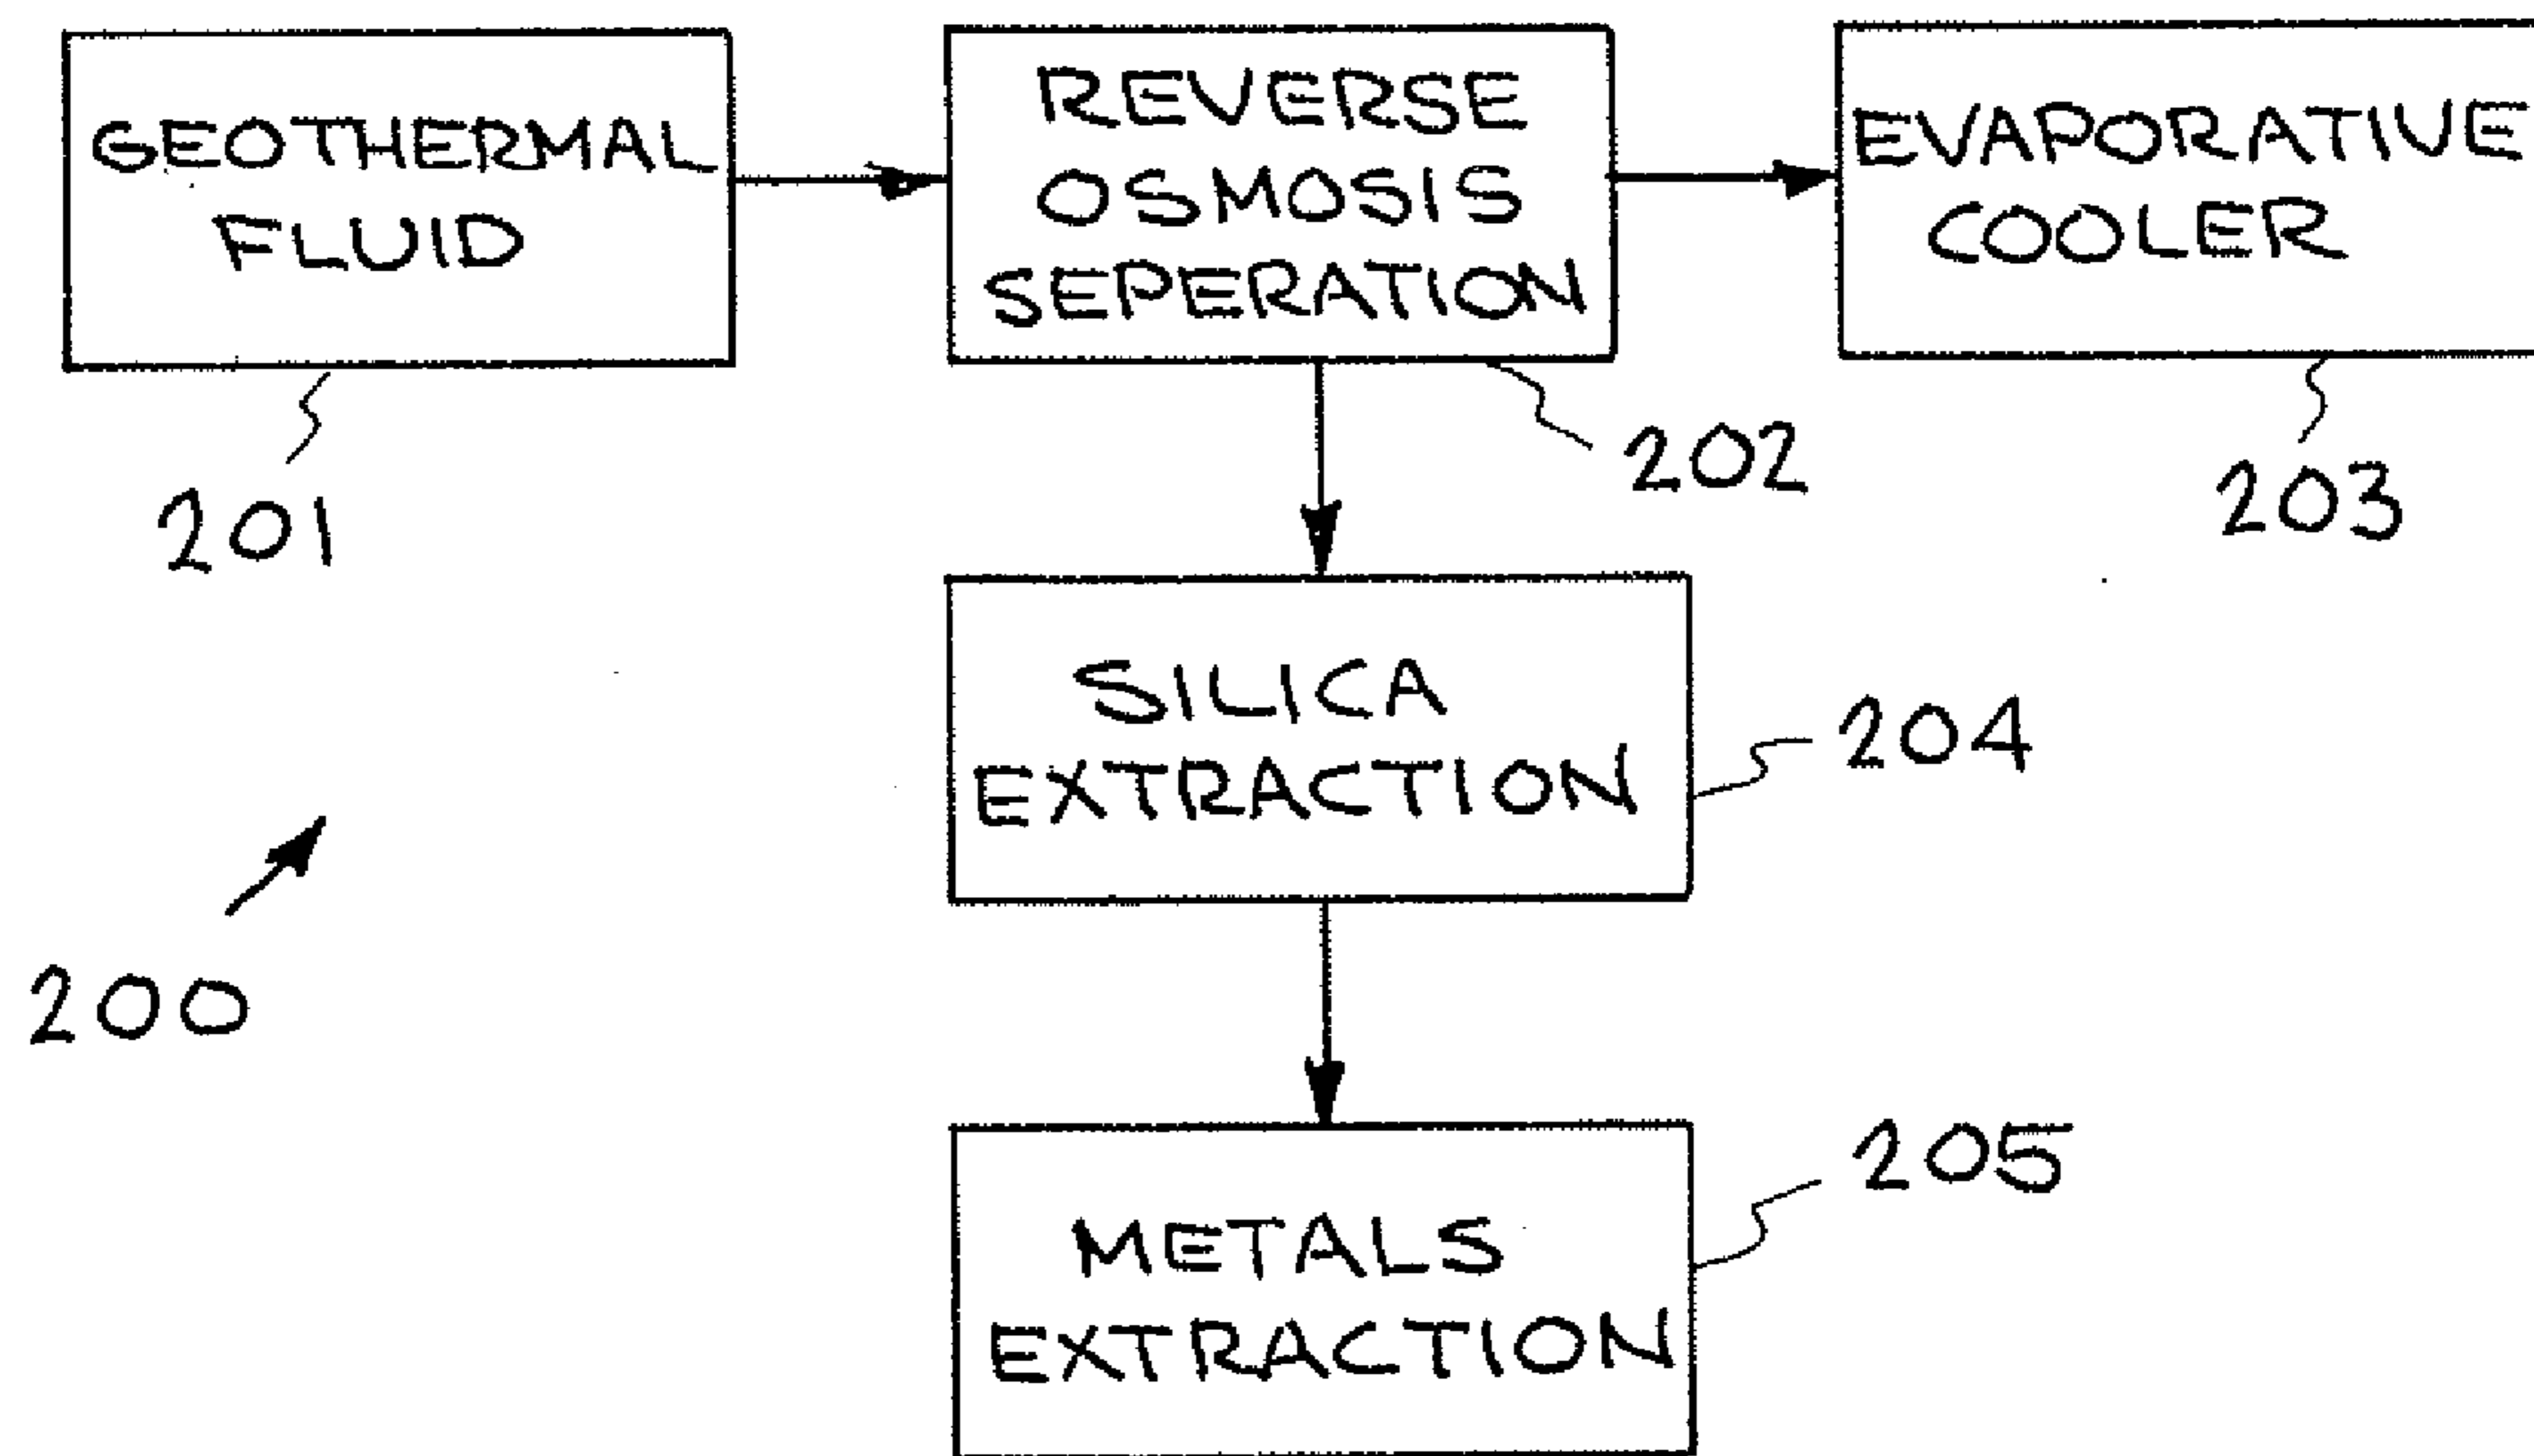 GEOTHERMAL
FLUID
201
REVERSE
OSMOSIS
SEPERATION
202
EVAPORATIVE
COOLER
203
SILICA
EXTRACTION
204
200
METALS
EXTRACTION
205